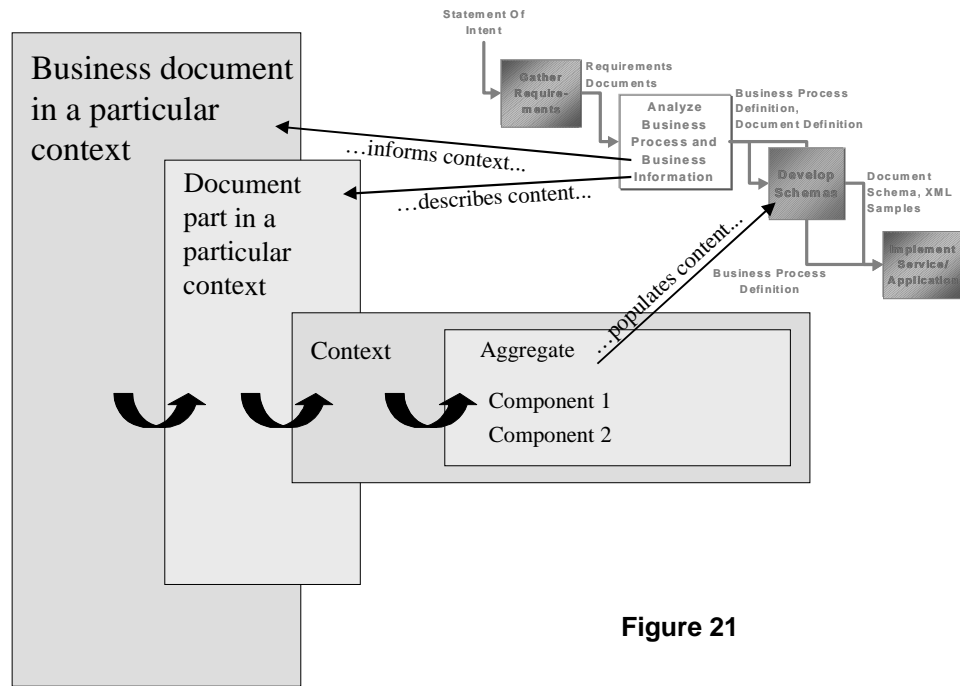 Statement Of
Intent
Gather
Require-
ments
Requirements
Documents
Analyze
Business
Process and
Business
Information
Business Process
Definition,
Document Definition
Develop
Schemas
Document
Schema, XML
Samples
Implement
Service/
Application
Business Process
Definition
Business document
in a particular
context
…informs context...
…describes content...
…populates content...
Document
part in a
particular
context
Context
Aggregate
Component 1
Component 2
Figure 21